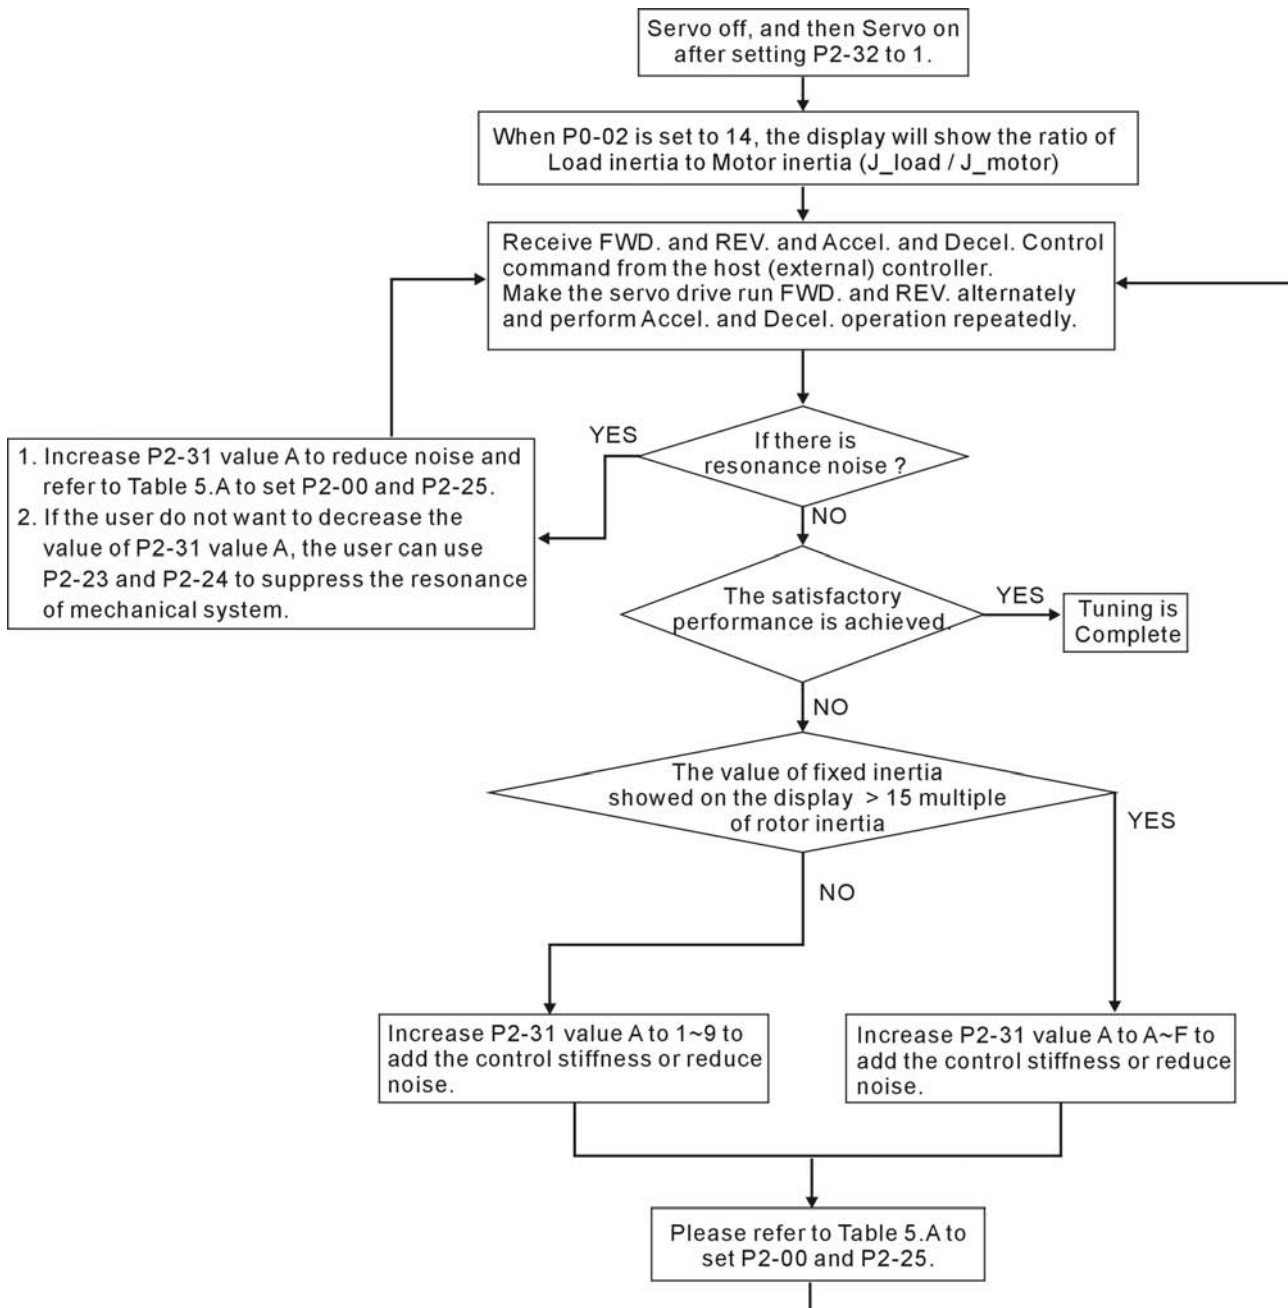 Servo off, and then Servo on
after setting P2-32 to 1.
When P0-02 is set to 14, the display will show the ratio of
Load inertia to Motor inertia (J_load / J_motor)
Receive FWD. and REV. and Accel. and Decel. Control
command from the host (external) controller.
Make the servo drive run FWD. and REV. alternately
and perform Accel. and Decel. operation repeatedly.
YES
If there is
resonance noise ?
1. Increase P2-31 value A to reduce noise and
refer to Table 5.A to set P2-00 and P2-25.
2. If the user do not want to decrease the
value of P2-31 value A, the user can use
P2-23 and P2-24 to suppress the resonance
of mechanical system.
NO
The satisfactory
performance is achieved.
YES
Tuning is
Complete
NO
The value of fixed inertia
showed on the display > 15 multiple
of rotor inertia
YES
NO
Increase P2-31 value A to 1~9 to
add the control stiffness or reduce
noise.
Increase P2-31 value A to A~F to
add the control stiffness or reduce
noise.
Please refer to Table 5.A to
set P2-00 and P2-25.